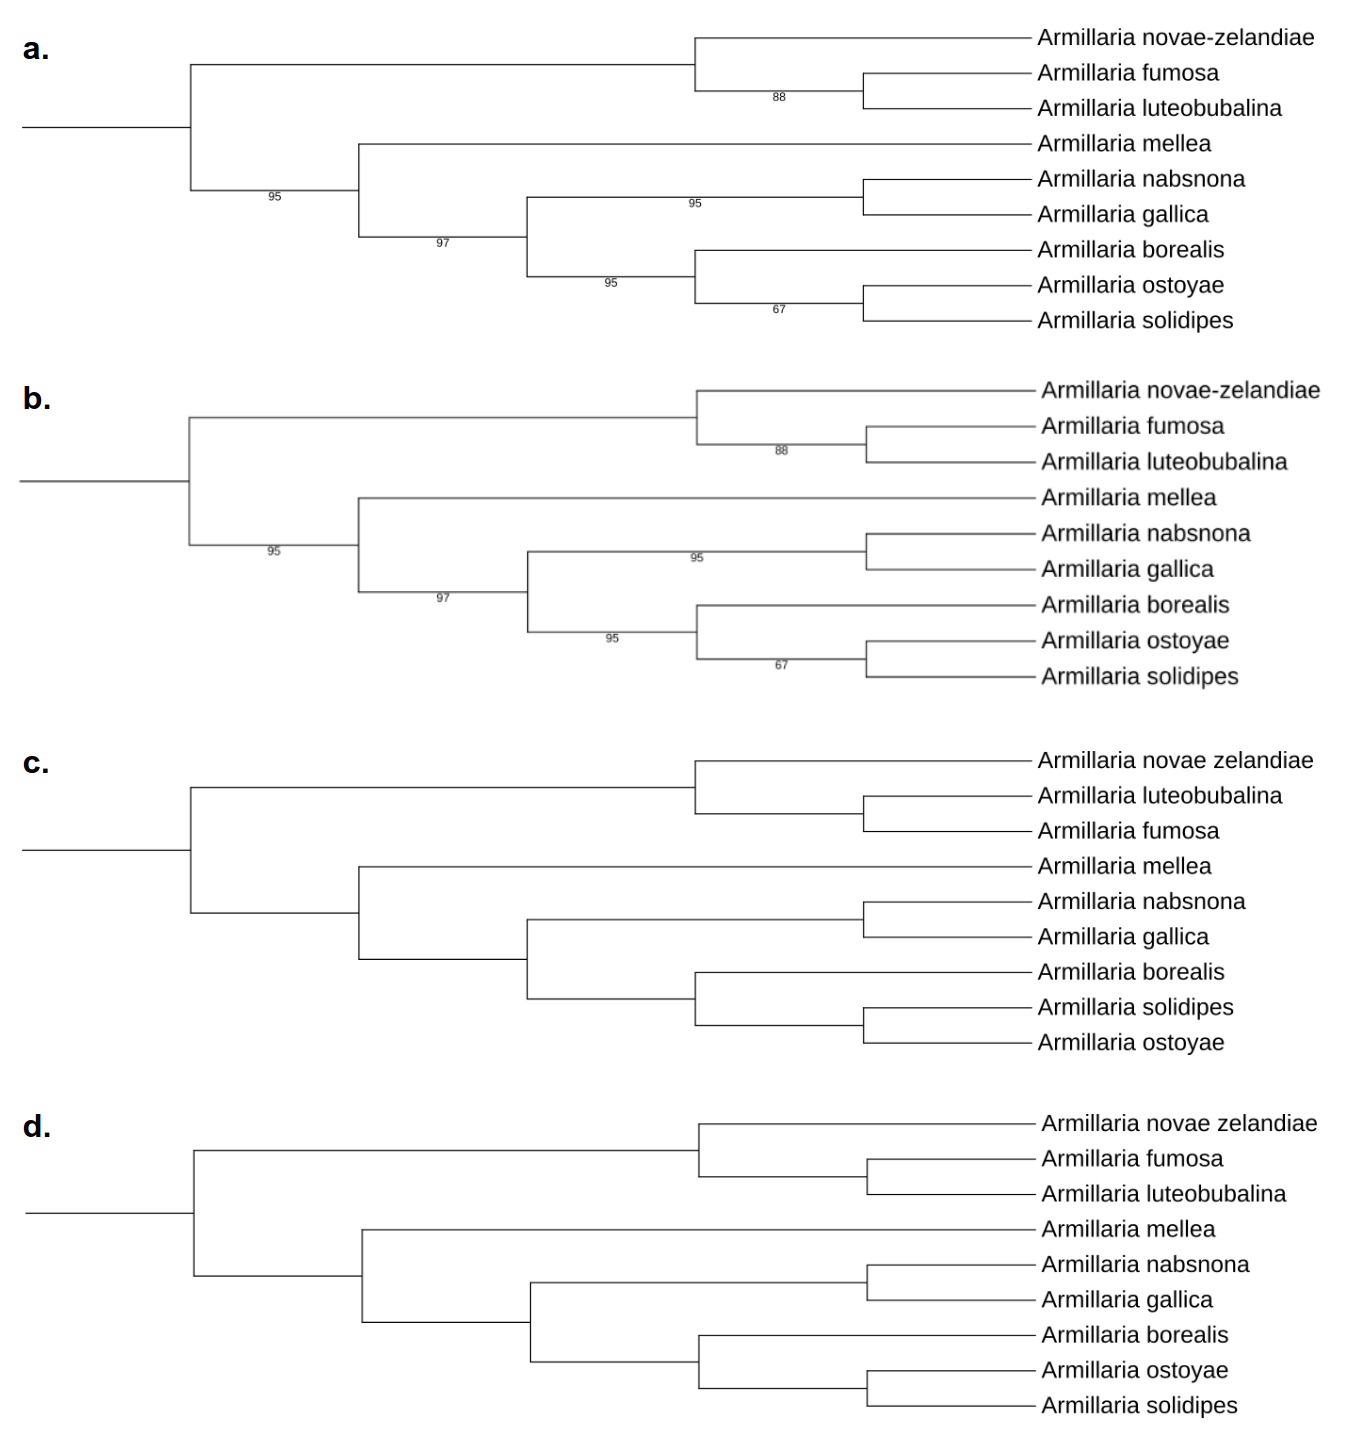 a.
Armillaria novae-zelandiae
Armillaria fumosa
88
Armillaria luteobubalina
Armillaria mellea
Armillaria nabsnona
95
95
Armillaria gallica
97
Armillaria borealis
95
Armillaria ostoyae
67
Armillaria solidipes
b.
Armillaria novae-zelandiae
Armillaria fumosa
88
Armillaria luteobubalina
Armillaria mellea
Armillaria nabsnona
95
95
Armillaria gallica
97
Armillaria borealis
95
Armillaria ostoyae
67
Armillaria solidipes
c.
Armillaria novae zelandiae
Armillaria luteobubalina
Armillaria fumosa
Armillaria mellea
Armillaria nabsnona
Armillaria gallica
Armillaria borealis
Armillaria solidipes
Armillaria ostoyae
d.
Armillaria novae zelandiae
Armillaria fumosa
Armillaria luteobubalina
Armillaria mellea
Armillaria nabsnona
Armillaria gallica
Armillaria borealis
Armillaria ostoyae
Armillaria solidipes